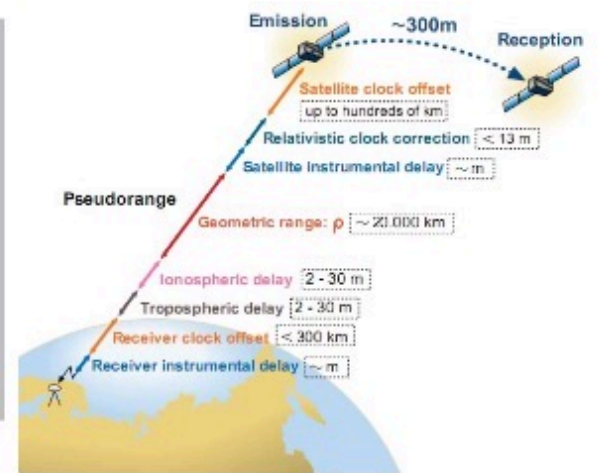 Emission
~300m
Reception
Satellite clock offset
up to hundreds of km
Relativistic clock correction < 13 m
Satellite instrumental delay ~ m
Pseudorange
Geometric range: ρ ~ 20.000 km
Ionospheric delay 2 - 30 m
Tropospheric delay 2 - 30 m
Receiver clock offset < 300 km
Receiver instrumental delay ~ m